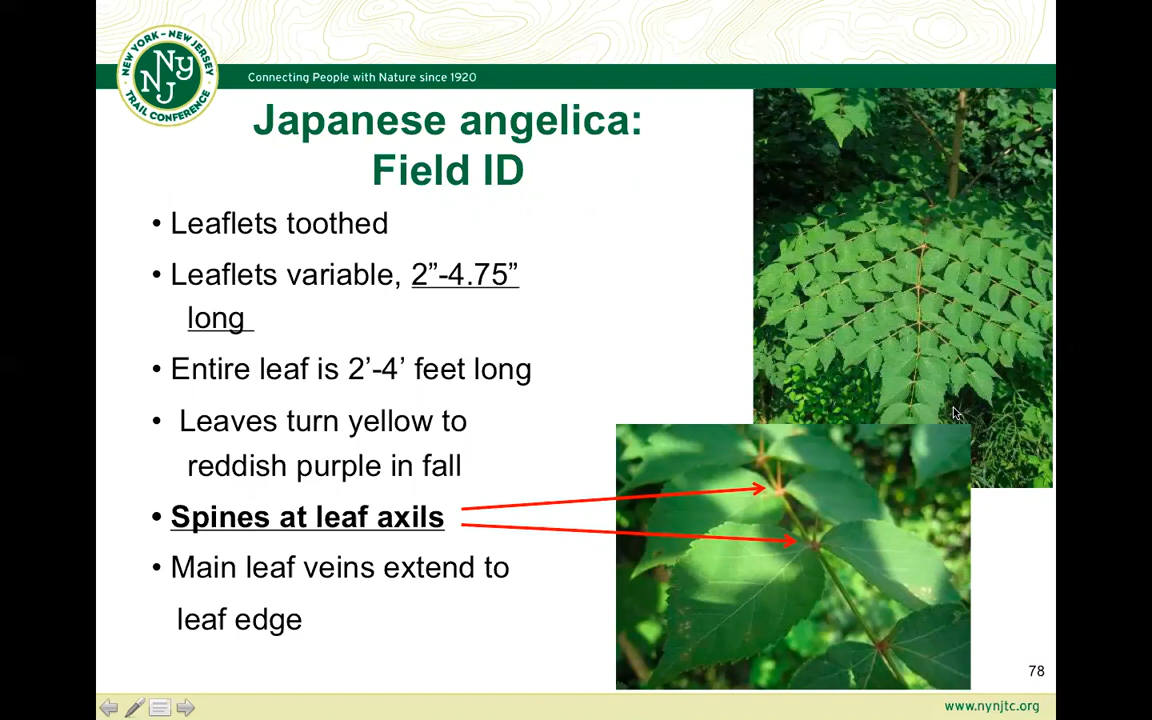 NEW YORK - NEW JERSEY
NY
NJ
TRAIL CONFERENCE
Connecting People with Nature since 1920
Japanese angelica:
Field ID
• Leaflets toothed
• Leaflets variable, 2”-4.75”
long
• Entire leaf is 2’-4’ feet long
• Leaves turn yellow to
reddish purple in fall
• Spines at leaf axils
• Main leaf veins extend to
leaf edge
78
www.nynjtc.org